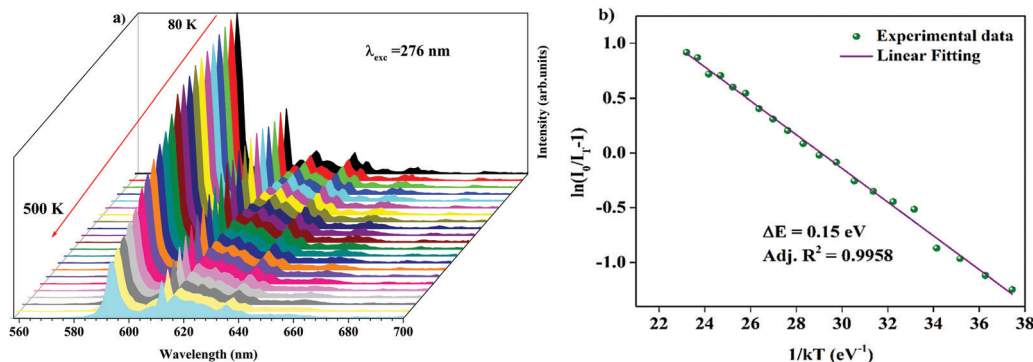 a)
80 K
λexc =276 nm
500 K
Intensity (arb.units)
560 580 600 620 640 660 680 700
Wavelength (nm)
b)
Experimental data
Linear Fitting
1.0
0.5
0.0
-0.5
-1.0
ln(I0/IT-1)
ΔE = 0.15 eV
Adj. R² = 0.9958
22 24 26 28 30 32 34 36 38
1/kT (eV⁻¹)